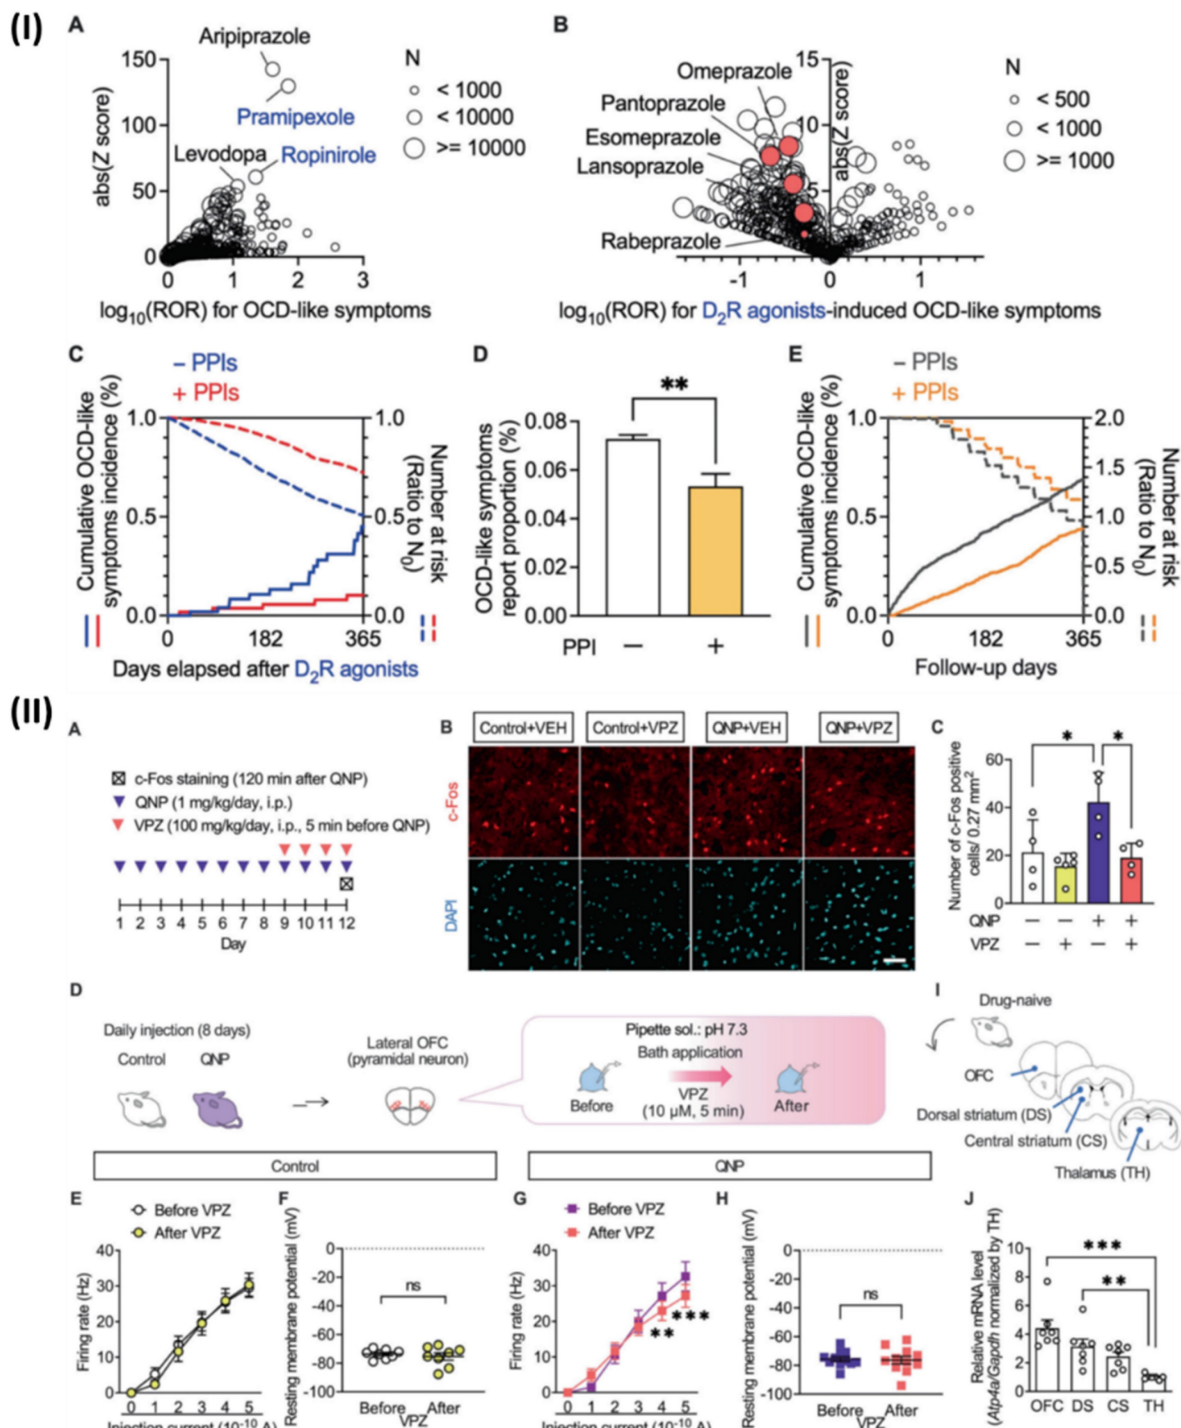 (I)
A
Aripiprazole
N
< 1000
< 10000
>= 10000
Pramipexole
Levodopa
Ropinirole
abs(Z score)
150
100
50
0
0 1 2 3
log10(ROR) for OCD-like symptoms
B
Omeprazole
Pantoprazole
Esomeprazole
Lansoprazole
Rabeprazole
abs(Z score)
15
10
5
N
< 500
< 1000
>= 1000
-1 0 1
log10(ROR) for D2R agonists-induced OCD-like symptoms
C
– PPIs
+ PPIs
Cumulative OCD-like
symptoms incidence (%)
1.0
0.5
0.0
1.0
0.5
0.0
Number at risk
(Ratio to N0)
0 182 365
Days elapsed after D2R agonists
D
**
OCD-like symptoms
report proportion (%)
0.08
0.06
0.04
0.02
0.00
PPI – +
E
– PPIs
+ PPIs
Cumulative OCD-like
symptoms incidence (%)
1.0
0.5
0.0
2.0
1.5
1.0
0.5
0.0
Number at risk
(Ratio to N0)
0 182 365
Follow-up days
(II)
A
c-Fos staining (120 min after QNP)
QNP (1 mg/kg/day, i.p.)
VPZ (100 mg/kg/day, i.p., 5 min before QNP)
1 2 3 4 5 6 7 8 9 10 11 12
Day
B
Control+VEH Control+VPZ QNP+VEH QNP+VPZ
c-Fos
DAPI
C
* *
Number of c-Fos positive
cells/ 0.27 mm2
60
40
20
0
QNP – – + +
VPZ – + – +
D
Daily injection (8 days)
Control QNP
Lateral OFC
(pyramidal neuron)
Pipette sol.: pH 7.3
Bath application
Before
VPZ
(10 µM, 5 min)
After
I
Drug-naive
OFC
Dorsal striatum (DS)
Central striatum (CS)
Thalamus (TH)
Control
QNP
E
Before VPZ
After VPZ
Firing rate (Hz)
40
30
20
10
0
0 1 2 3 4 5
Injection current (10-10 A)
F
Resting membrane potential (mV)
0
-20
-40
-60
-80
-100
ns
Before After
VPZ
G
Before VPZ
After VPZ
Firing rate (Hz)
40
30
20
10
0
** ***
0 1 2 3 4 5
Injection current (10-10 A)
H
Resting membrane potential (mV)
0
-20
-40
-60
-80
-100
ns
Before After
VPZ
J
Relative mRNA level
(Atp4a/Gapdh normalized by TH)
10
8
6
4
2
0
***
**
OFC DS CS TH